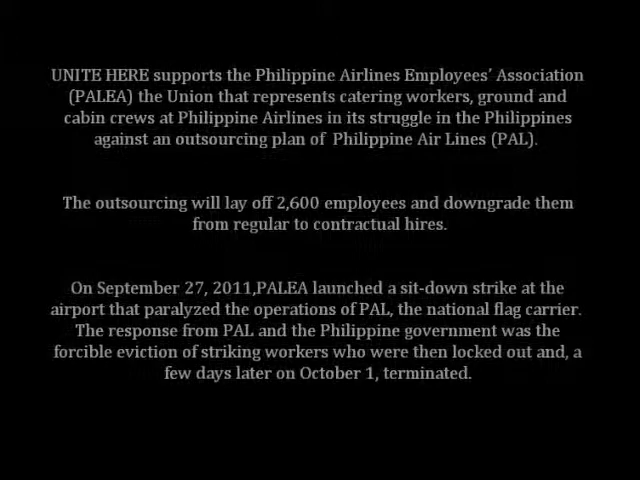 UNITE HERE supports the Philippine Airlines Employees’ Association
(PALEA) the Union that represents catering workers, ground and
cabin crews at Philippine Airlines in its struggle in the Philippines
against an outsourcing plan of Philippine Air Lines (PAL).
The outsourcing will lay off 2,600 employees and downgrade them
from regular to contractual hires.
On September 27, 2011,PALEA launched a sit-down strike at the
airport that paralyzed the operations of PAL, the national flag carrier.
The response from PAL and the Philippine government was the
forcible eviction of striking workers who were then locked out and, a
few days later on October 1, terminated.